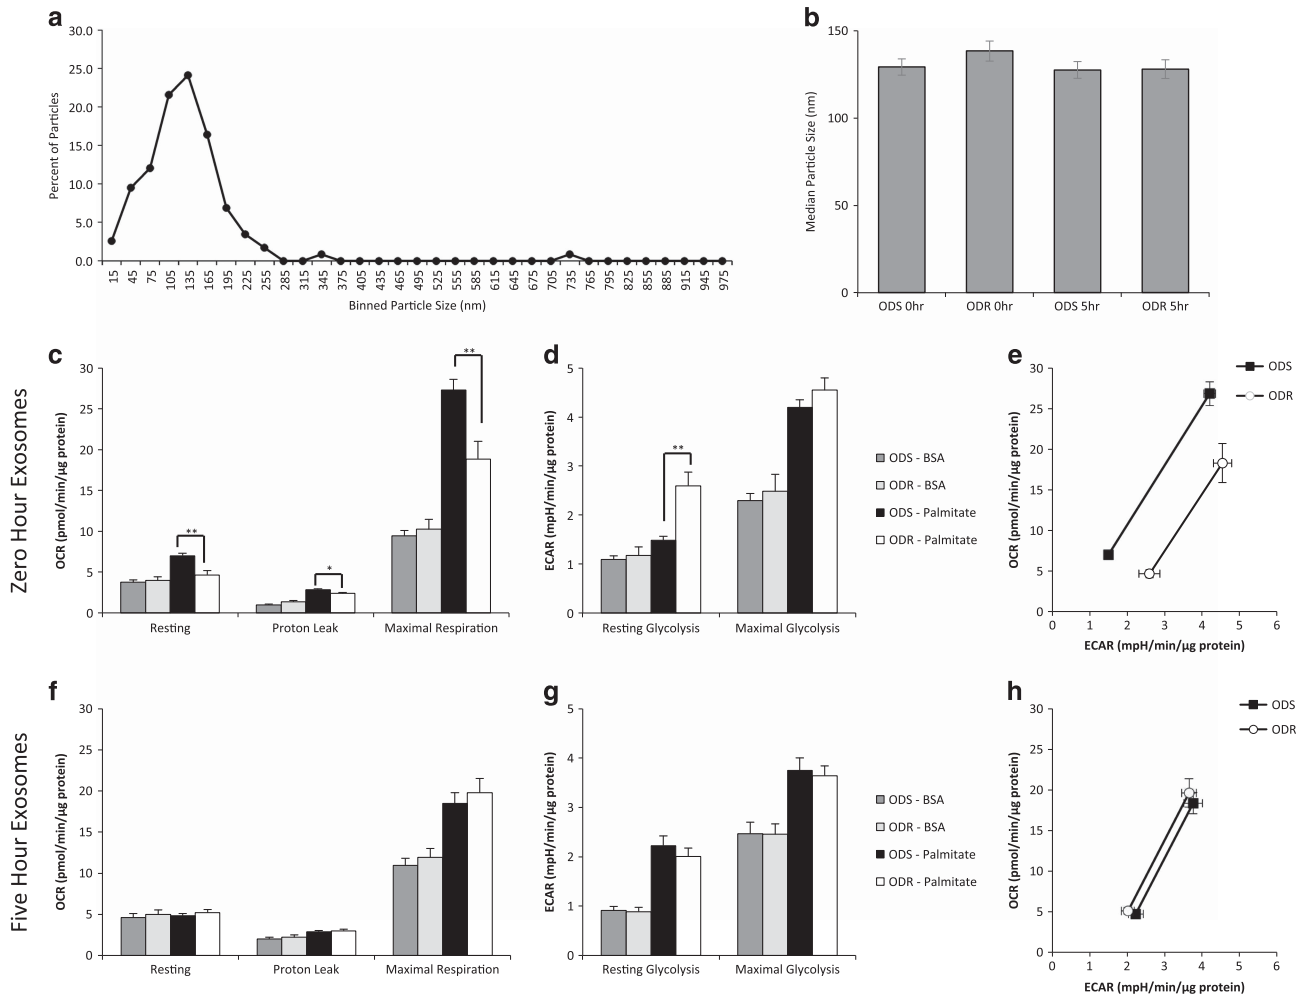 a
30.0
25.0
20.0
15.0
10.0
5.0
0.0
Percent of Particles
15 45 75 105 135 165 195 225 255 285 315 345 375 405 435 465 495 525 555 585 615 645 675 705 735 765 795 825 855 885 915 945 975
Binned Particle Size (nm)
b
150
100
50
0
Median Particle Size (nm)
ODS 0hr ODR 0hr ODS 5hr ODR 5hr
Zero Hour Exosomes
c
30
25
20
15
10
5
0
OCR (pmol/min/µg protein)
**
*
**
Resting Proton Leak Maximal Respiration
d
5
4
3
2
1
0
ECAR (mpH/min/µg protein)
**
Resting Glycolysis Maximal Glycolysis
ODS - BSA
ODR - BSA
ODS - Palmitate
ODR - Palmitate
e
ODS
ODR
30
25
20
15
10
5
0
OCR (pmol/min/µg protein)
0 1 2 3 4 5 6
ECAR (mpH/min/µg protein)
Five Hour Exosomes
f
30
25
20
15
10
5
0
OCR (pmol/min/µg protein)
Resting Proton Leak Maximal Respiration
g
5
4
3
2
1
0
ECAR (mpH/min/µg protein)
Resting Glycolysis Maximal Glycolysis
ODS - BSA
ODR - BSA
ODS - Palmitate
ODR - Palmitate
h
ODS
ODR
30
25
20
15
10
5
0
OCR (pmol/min/µg protein)
0 1 2 3 4 5 6
ECAR (mpH/min/µg protein)